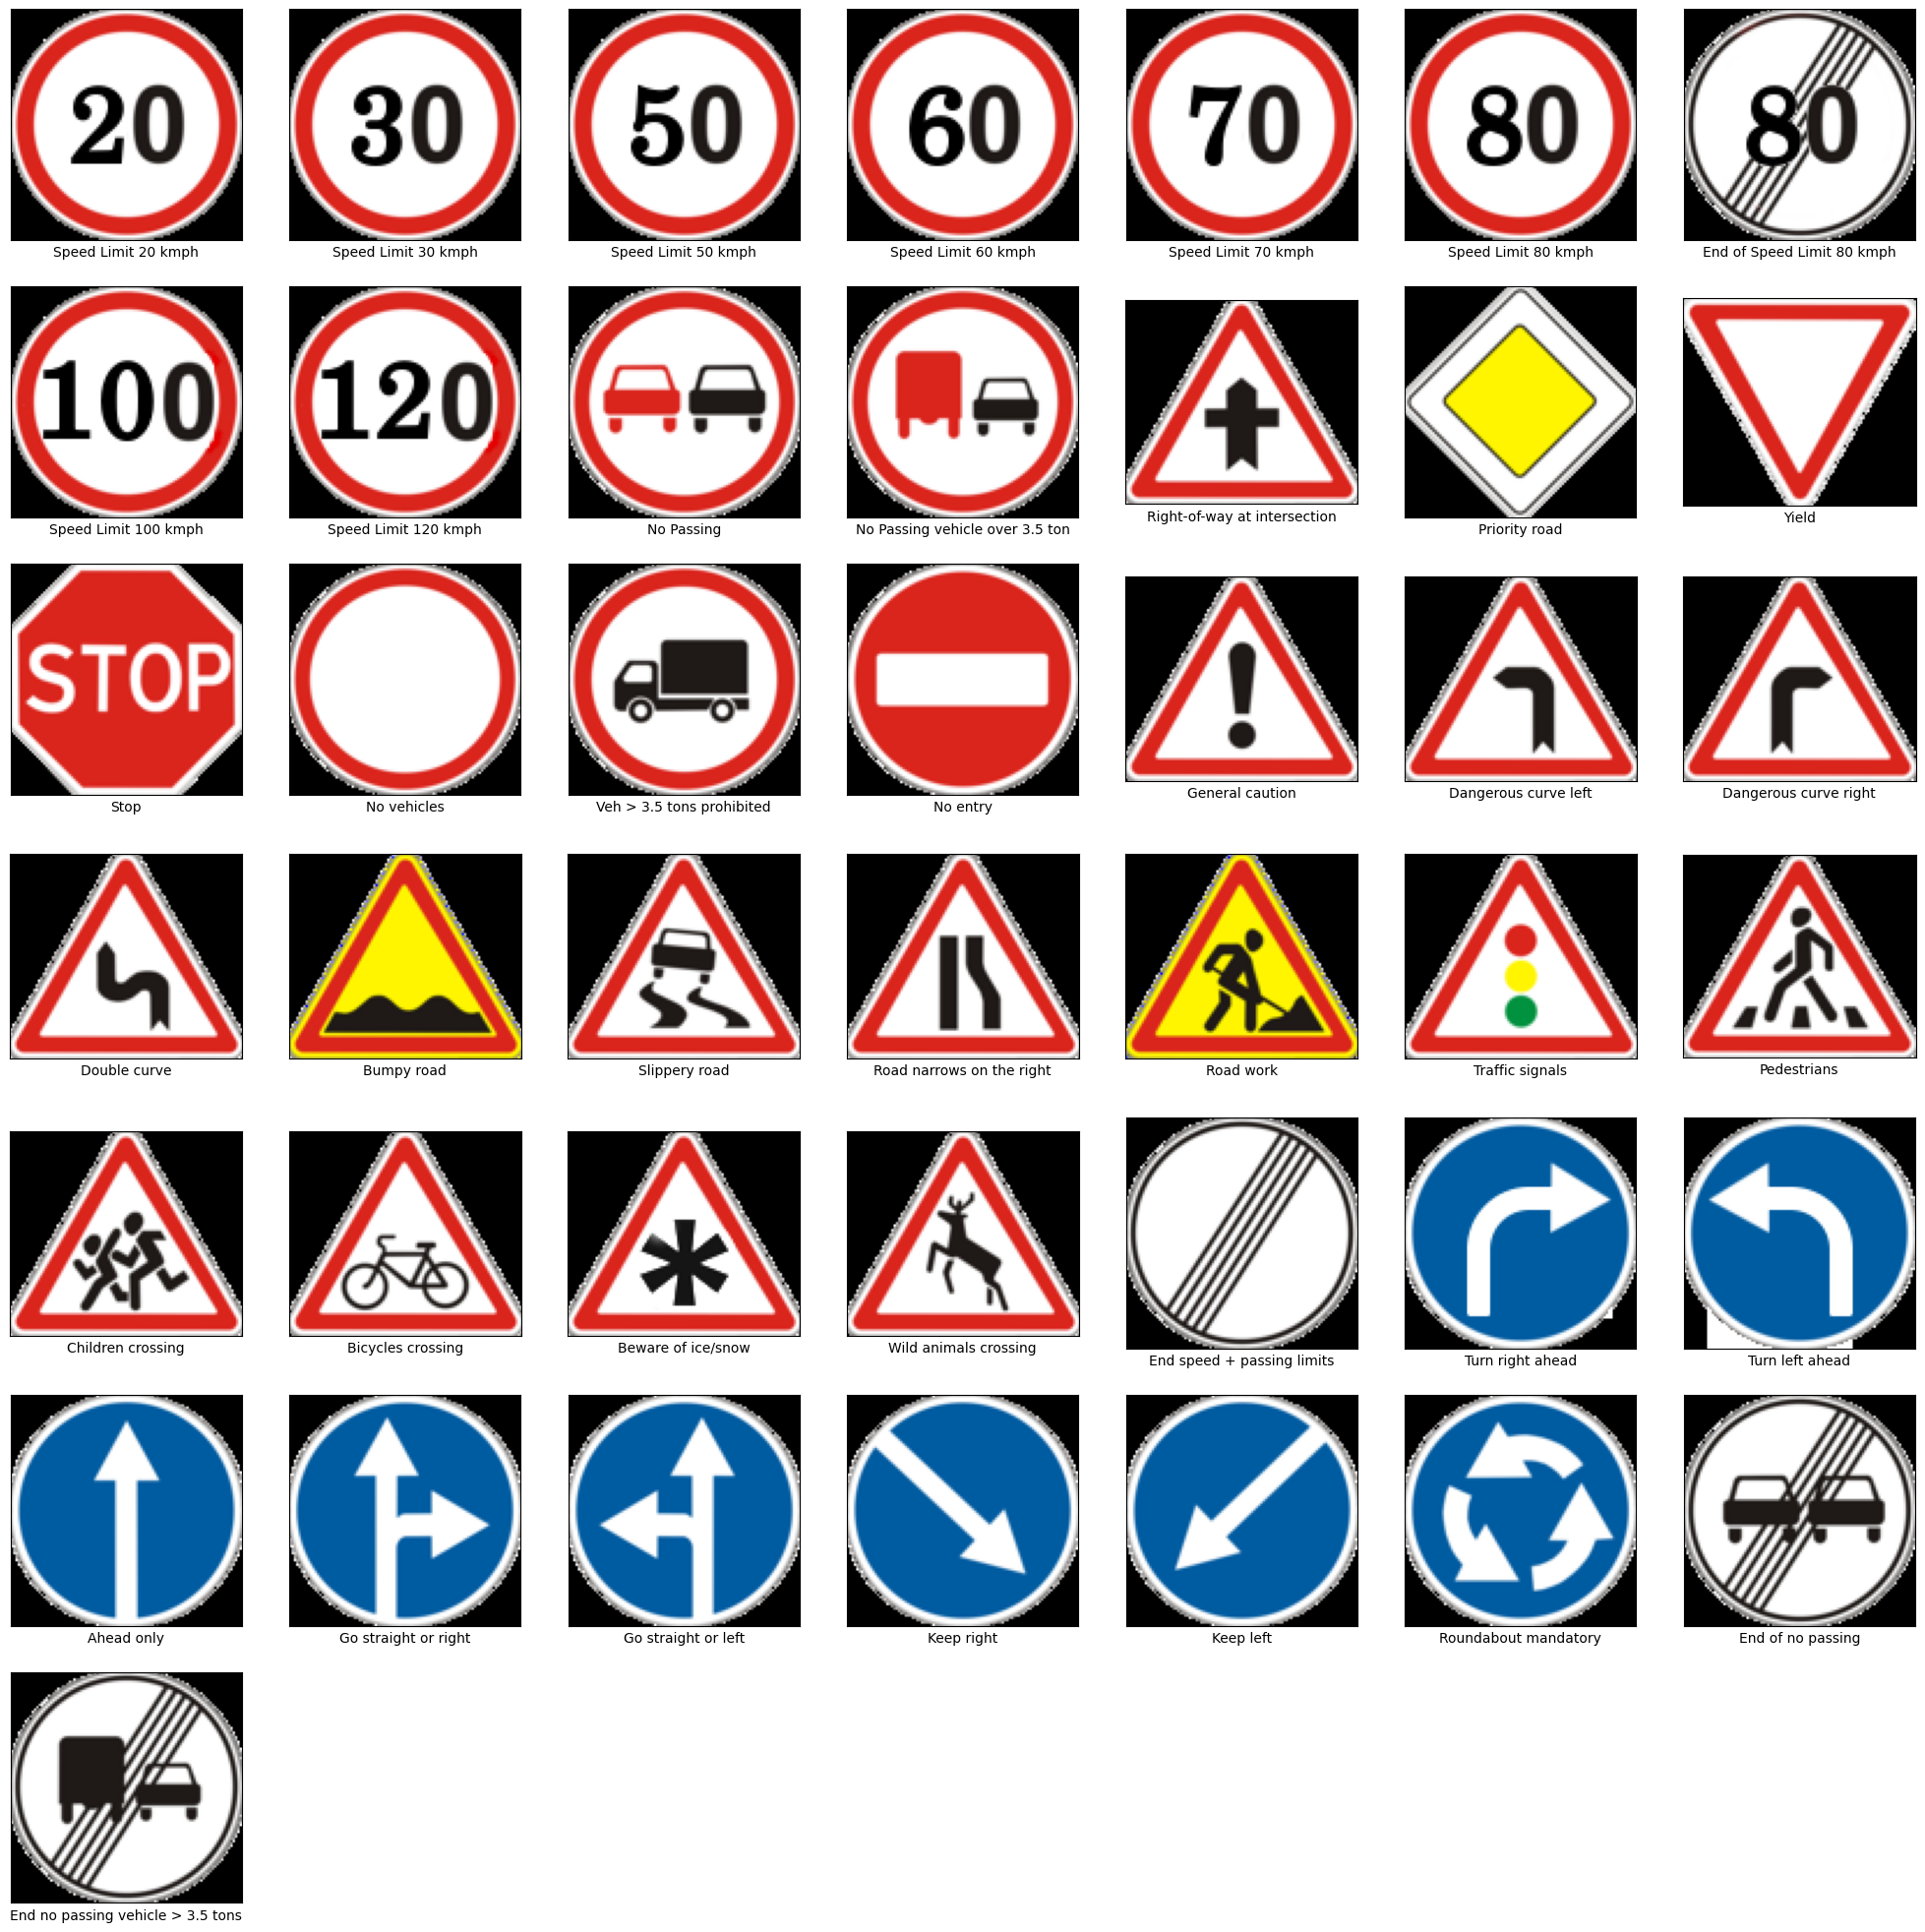 20 30 50 60 70 80 80
Speed Limit 20 kmph Speed Limit 30 kmph Speed Limit 50 kmph Speed Limit 60 kmph Speed Limit 70 kmph Speed Limit 80 kmph End of Speed Limit 80 kmph
100 120
Speed Limit 100 kmph Speed Limit 120 kmph No Passing No Passing vehicle over 3.5 ton Right-of-way at intersection Priority road Yield
STOP
Stop No vehicles Veh > 3.5 tons prohibited No entry General caution Dangerous curve left Dangerous curve right
Double curve Bumpy road Slippery road Road narrows on the right Road work Traffic signals Pedestrians
Children crossing Bicycles crossing Beware of ice/snow Wild animals crossing End speed + passing limits Turn right ahead Turn left ahead
Ahead only Go straight or right Go straight or left Keep right Keep left Roundabout mandatory End of no passing
End no passing vehicle > 3.5 tons